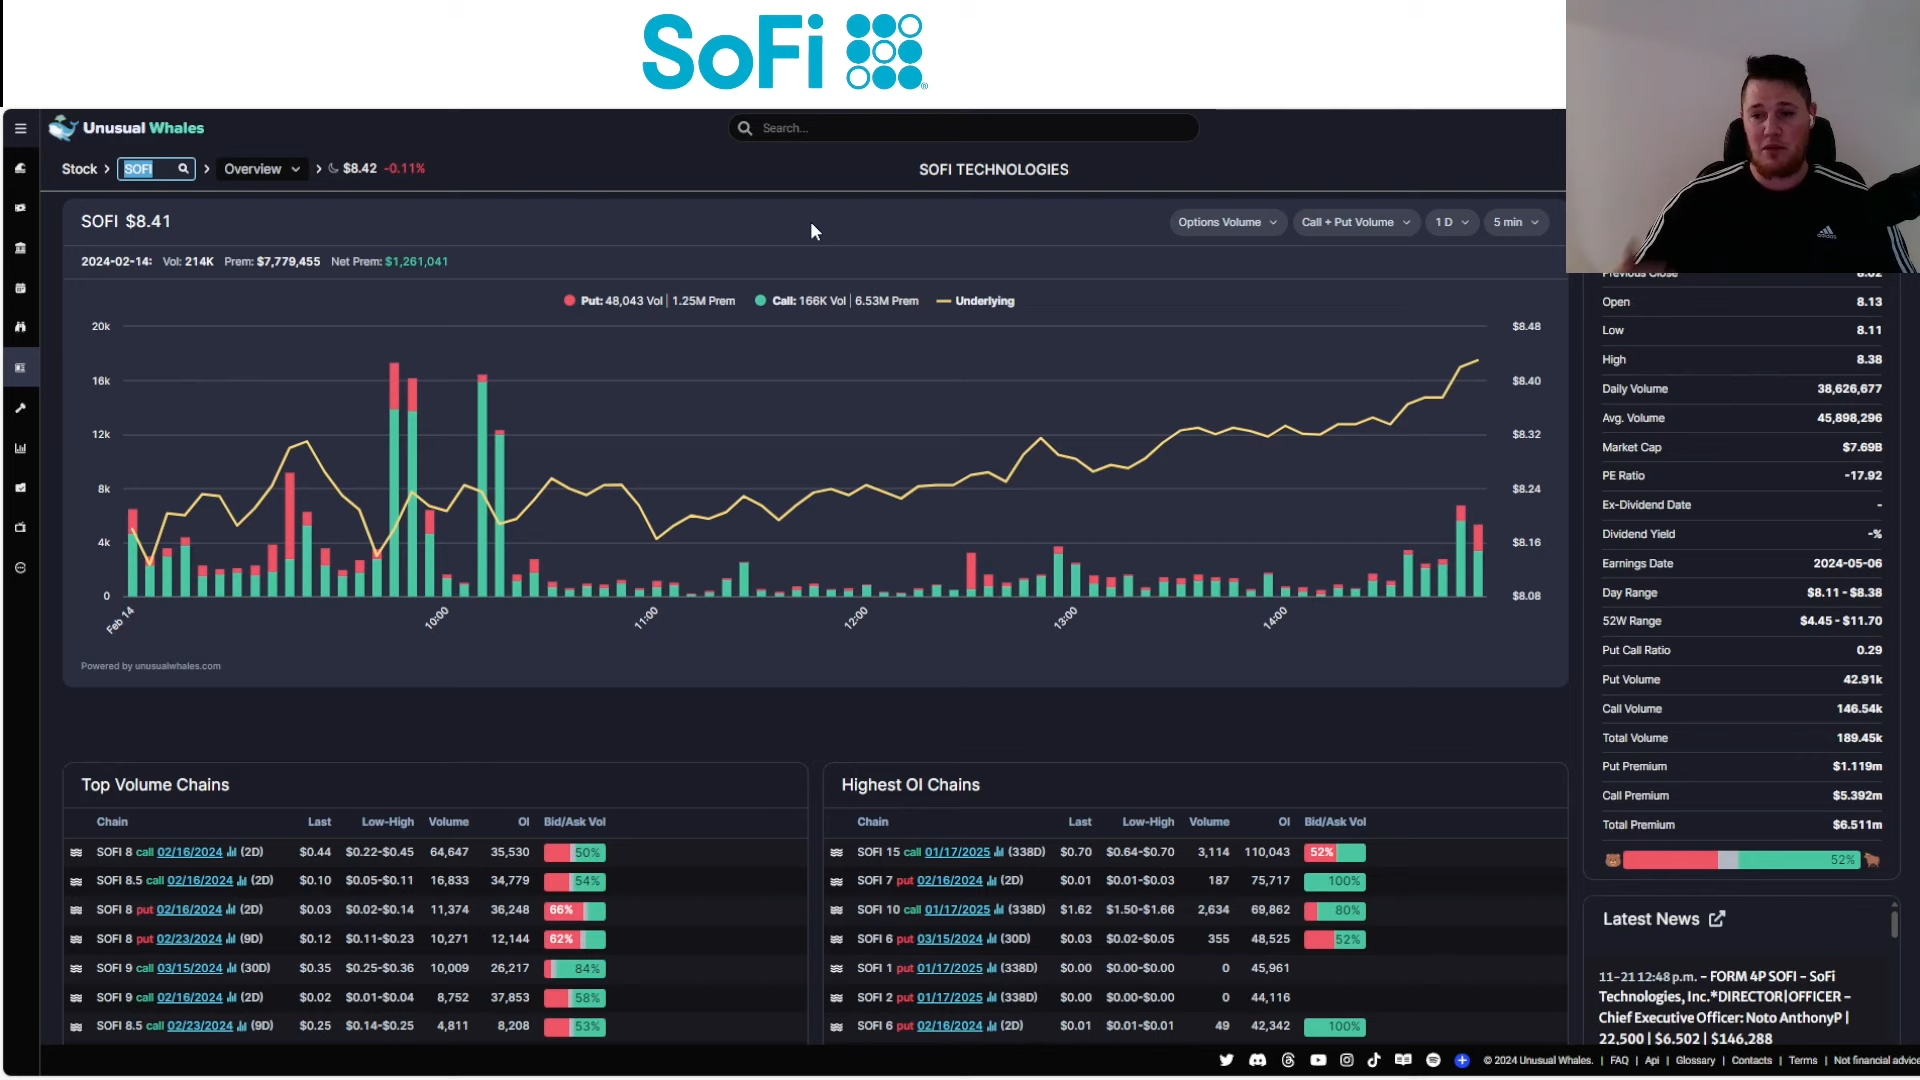 SoFi
Unusual Whales
Search...
Stock > SOFI > Overview > $8.42 -0.11%
SOFI TECHNOLOGIES
SOFI $8.41
Options Volume
Call + Put Volume
1 D
5 min
2024-02-14: Vol: 214K Prem: $7,779,455 Net Prem: $1,261,041
Put: 48,043 Vol | 1.25M Prem Call: 166K Vol | 6.53M Prem Underlying
20k $8.48
16k $8.40
12k $8.32
8k $8.24
4k $8.16
0 $8.08
Feb 14 10:00 11:00 12:00 13:00 14:00
Powered by unusualwhales.com
Open 8.13
Low 8.11
High 8.38
Daily Volume 38,626,677
Avg. Volume 45,898,296
Market Cap $7.69B
PE Ratio -17.92
Ex-Dividend Date -
Dividend Yield -%
Earnings Date 2024-05-06
Day Range $8.11 - $8.38
52W Range $4.45 - $11.70
Put Call Ratio 0.29
Put Volume 42.91k
Call Volume 146.54k
Total Volume 189.45k
Put Premium $1.119m
Call Premium $5.392m
Total Premium $6.511m
52%
Top Volume Chains
Chain Last Low-High Volume OI Bid/Ask Vol
SOFI 8 call 02/16/2024 (2D) $0.44 $0.22-$0.45 64,647 35,530 50%
SOFI 8.5 call 02/16/2024 (2D) $0.10 $0.05-$0.11 16,833 34,779 54%
SOFI 8 put 02/16/2024 (2D) $0.03 $0.02-$0.14 11,374 36,248 66%
SOFI 8 put 02/23/2024 (9D) $0.12 $0.11-$0.23 10,271 12,144 62%
SOFI 9 call 03/15/2024 (30D) $0.35 $0.25-$0.36 10,009 26,217 84%
SOFI 9 call 02/16/2024 (2D) $0.02 $0.01-$0.04 8,752 37,853 58%
SOFI 8.5 call 02/23/2024 (9D) $0.25 $0.14-$0.25 4,811 8,208 53%
Highest OI Chains
Chain Last Low-High Volume OI Bid/Ask Vol
SOFI 15 call 01/17/2025 (338D) $0.70 $0.64-$0.70 3,114 110,043 52%
SOFI 7 put 02/16/2024 (2D) $0.01 $0.01-$0.03 187 75,717 100%
SOFI 10 call 01/17/2025 (338D) $1.62 $1.50-$1.66 2,634 69,862 80%
SOFI 6 put 03/15/2024 (30D) $0.03 $0.02-$0.05 355 48,525 52%
SOFI 1 put 01/17/2025 (338D) $0.00 $0.00-$0.00 0 45,961
SOFI 2 put 01/17/2025 (338D) $0.00 $0.00-$0.00 0 44,116
SOFI 6 put 02/16/2024 (2D) $0.01 $0.01-$0.01 49 42,342 100%
Latest News
11-21 12:48 p.m. - FORM 4P SOFI - SoFi
Technologies, Inc.*DIRECTOR|OFFICER -
Chief Executive Officer: Noto AnthonyP |
22,500 | $6.502 | $146,288
© 2024 Unusual Whales. | FAQ | Api | Glossary | Contacts | Terms | Not financial advice
adidas